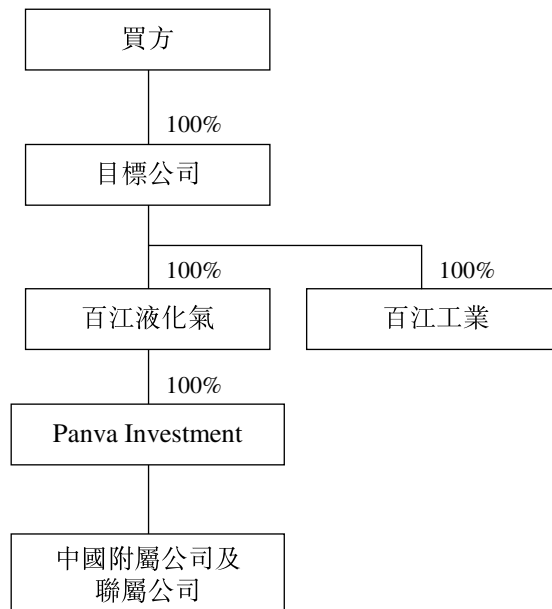 買方
100%
目標公司
100%
100%
百江液化氣
百江工業
100%
Panva Investment
中國附屬公司及
聯屬公司